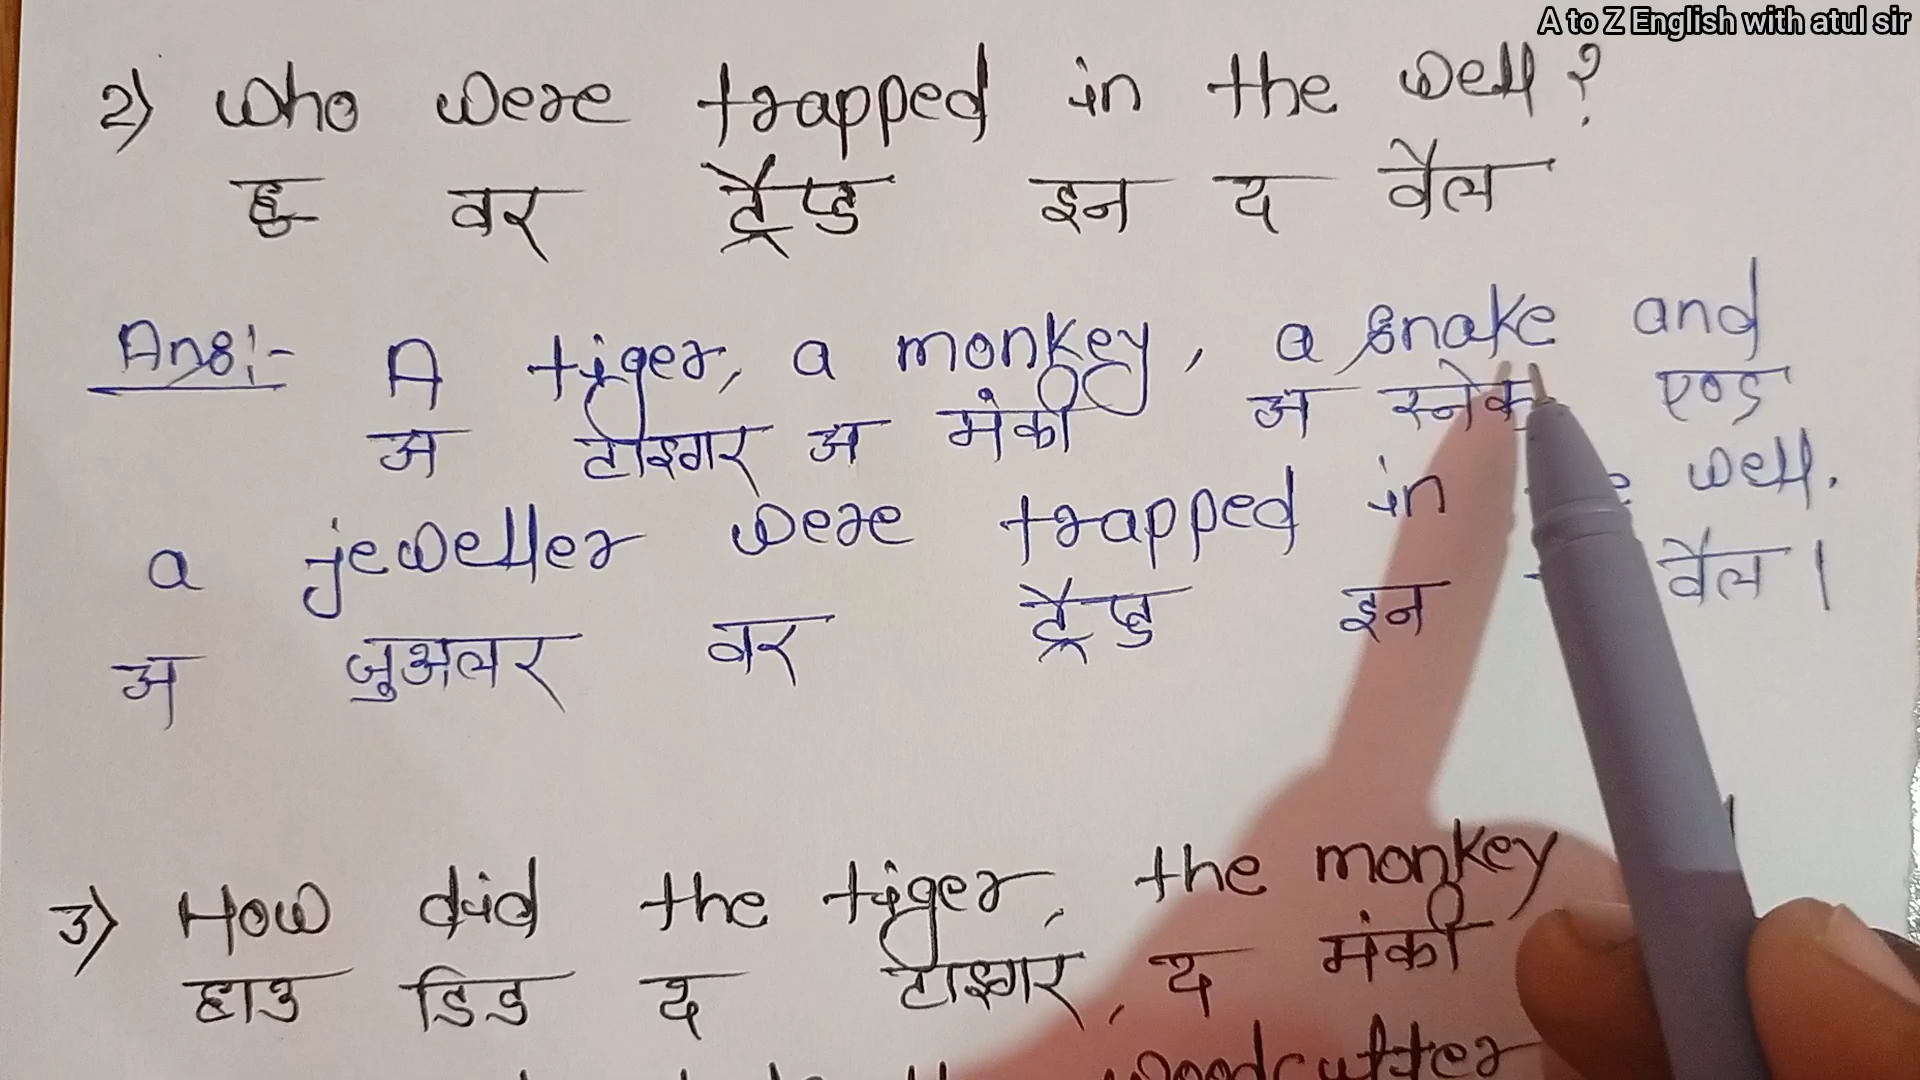 A to Z English with atul sir
2) Who were trapped in the well?
हू वर ट्रैप्ड इन द वैल
Ans:- A tiger, a monkey, a snake and
अ टाइगर अ मंकी अ स्नेक एण्ड
a jeweller were trapped in well.
अ जुअलर वर ट्रैप्ड इन वैल।
3) How did the tiger, the monkey
हाउ डिड द टाइगर, द मंकी
woodcutter